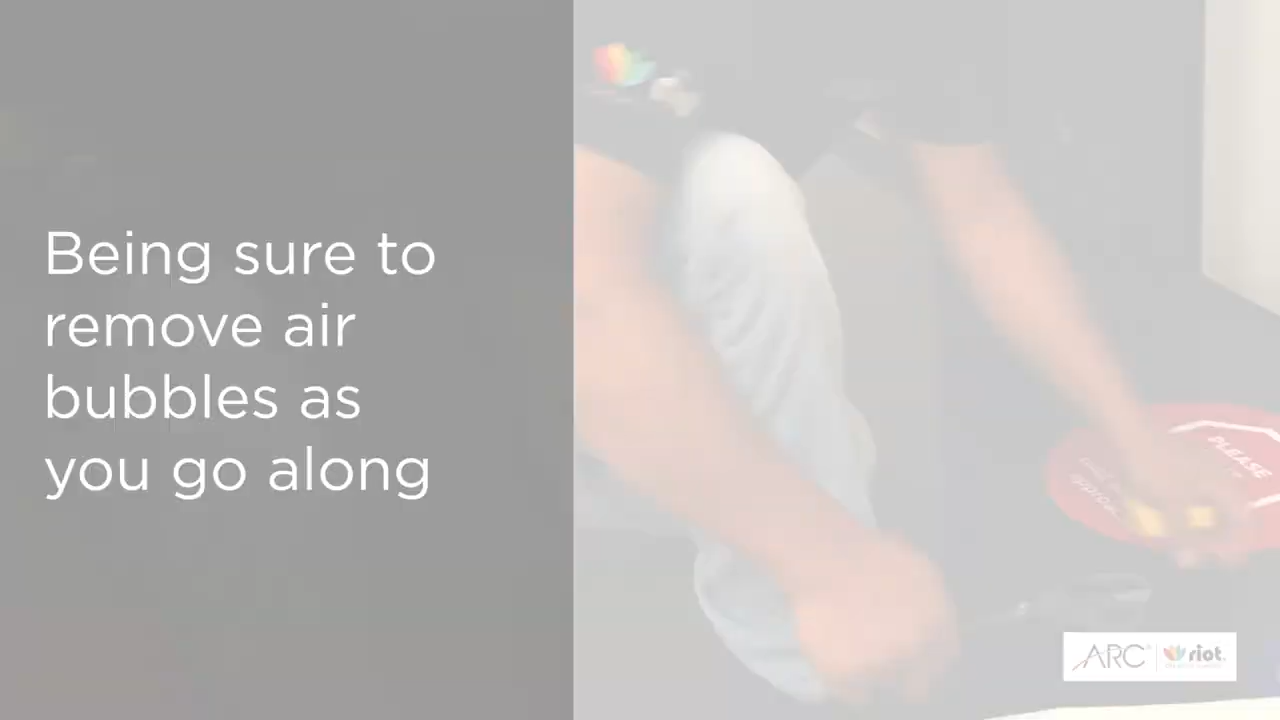 Being sure to
remove air
bubbles as
you go along
PLEASE
ARC
riot.